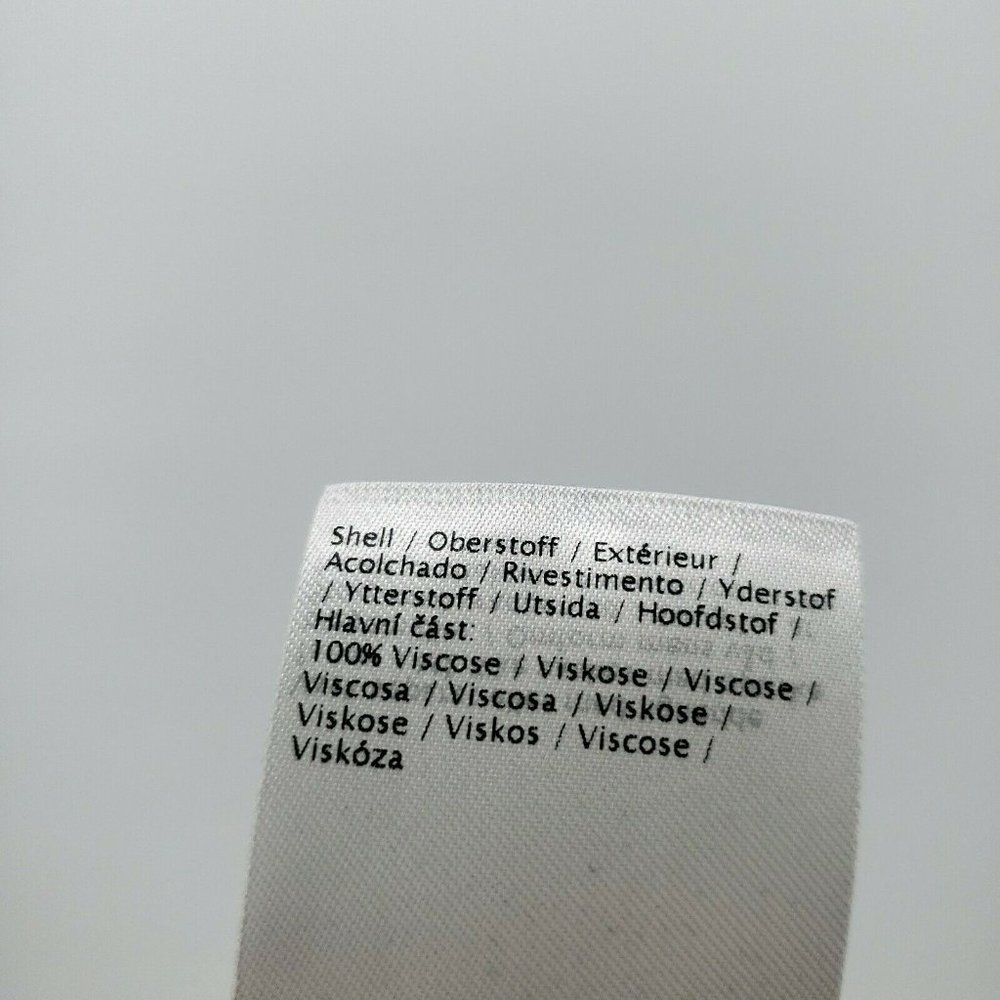 Shell / Oberstoff / Extérieur /
Acolchado / Rivestimento / Yderstof
/ Ytterstoff / Utsida / Hoofdstof /
Hlavní část:
100% Viscose / Viskose / Viscose /
Viscosa / Viscosa / Viskose /
Viskose / Viskos / Viscose /
Viskóza